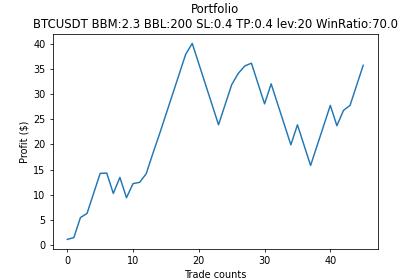 Portfolio
BTCUSDT BBM:2.3 BBL:200 SL:0.4 TP:0.4 lev:20 WinRatio:70.0
40
35
30
25
20
15
10
5
0
Profit ($)
0 10 20 30 40
Trade counts